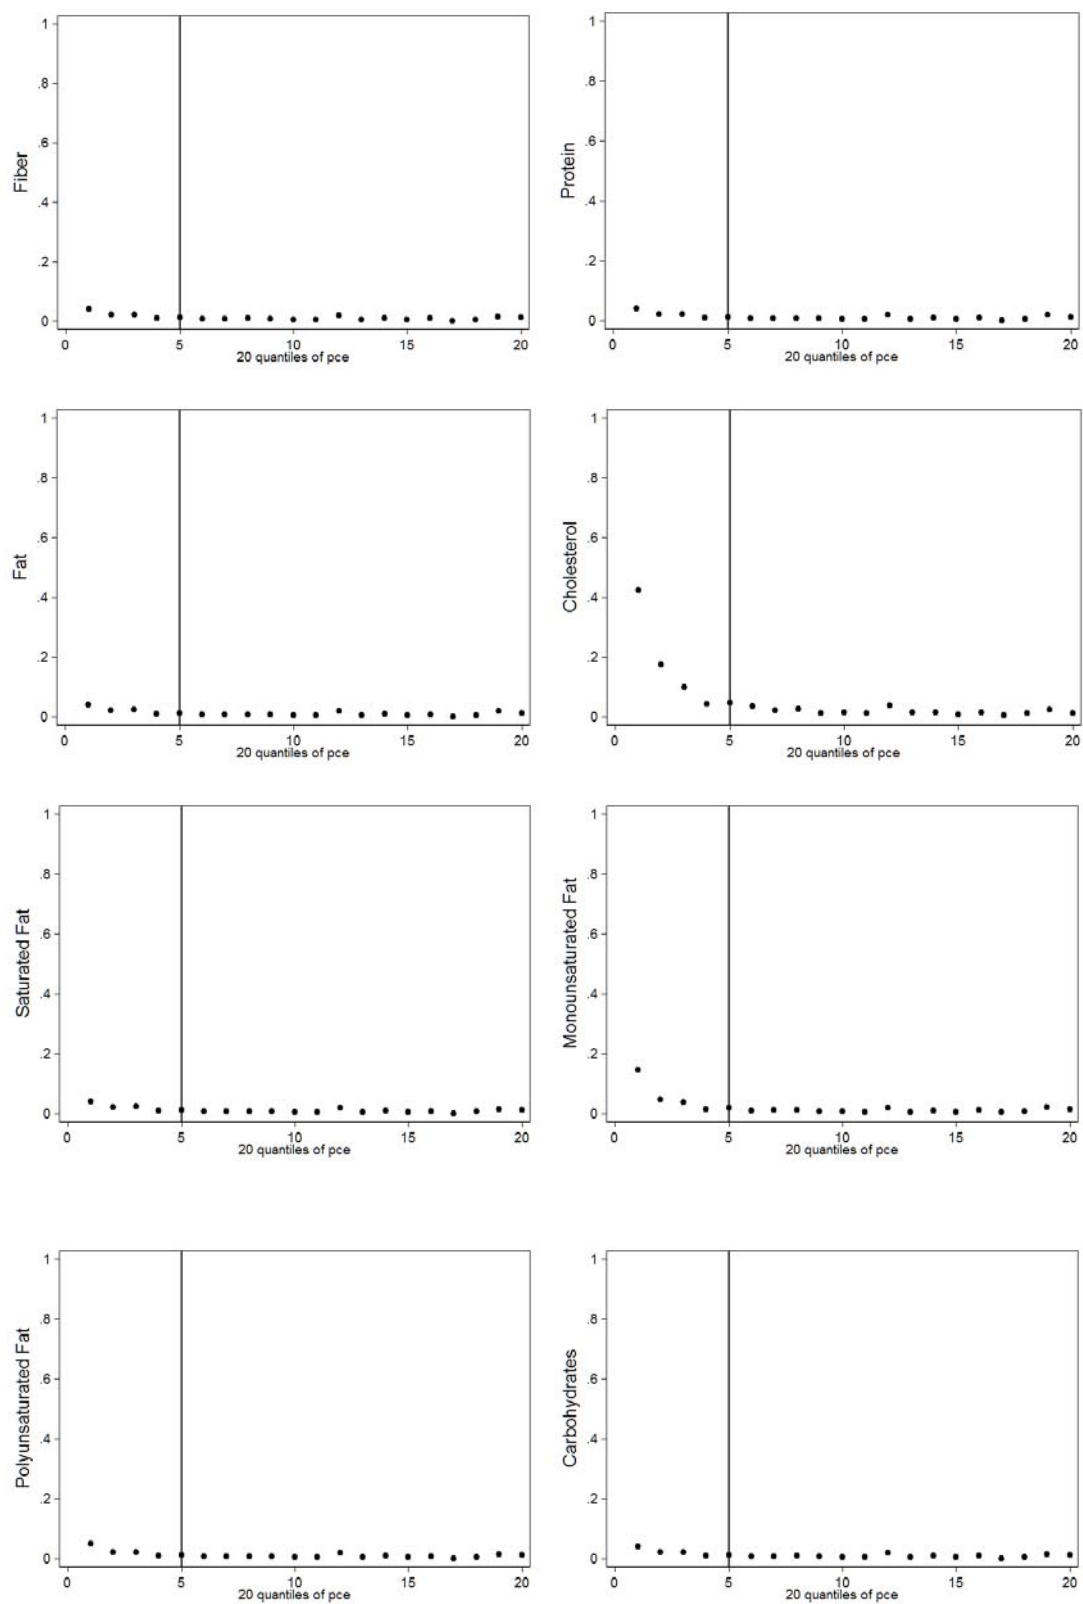 1
.8
.6
.4
.2
0
Fiber
0 5 10 15 20
20 quantiles of pce
1
.8
.6
.4
.2
0
Protein
0 5 10 15 20
20 quantiles of pce
1
.8
.6
.4
.2
0
Fat
0 5 10 15 20
20 quantiles of pce
1
.8
.6
.4
.2
0
Cholesterol
0 5 10 15 20
20 quantiles of pce
1
.8
.6
.4
.2
0
Saturated Fat
0 5 10 15 20
20 quantiles of pce
1
.8
.6
.4
.2
0
Monounsaturated Fat
0 5 10 15 20
20 quantiles of pce
1
.8
.6
.4
.2
0
Polyunsaturated Fat
0 5 10 15 20
20 quantiles of pce
1
.8
.6
.4
.2
0
Carbohydrates
0 5 10 15 20
20 quantiles of pce